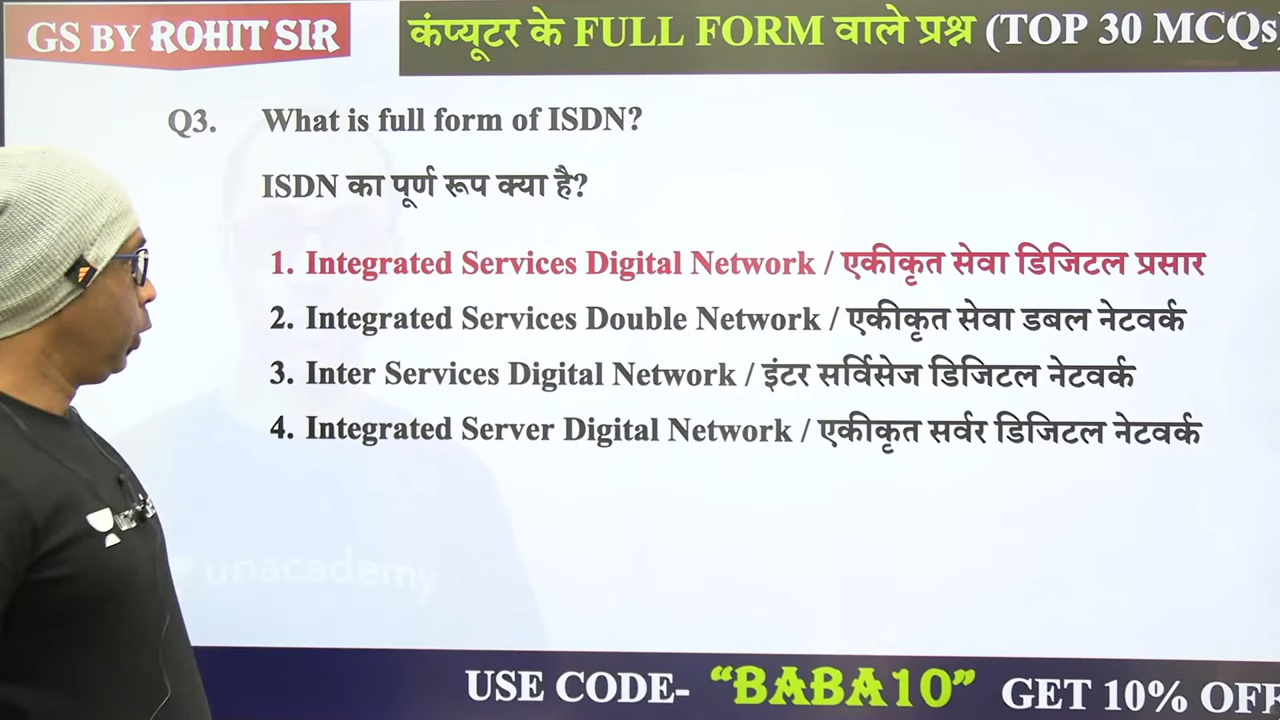 GS BY ROHIT SIR
कंप्यूटर के FULL FORM वाले प्रश्न (TOP 30 MCQs)
Q3. What is full form of ISDN?
ISDN का पूर्ण रूप क्या है?
1. Integrated Services Digital Network / एकीकृत सेवा डिजिटल प्रसार
2. Integrated Services Double Network / एकीकृत सेवा डबल नेटवर्क
3. Inter Services Digital Network / इंटर सर्विसेज डिजिटल नेटवर्क
4. Integrated Server Digital Network / एकीकृत सर्वर डिजिटल नेटवर्क
unacademy
USE CODE- “BABA10” GET 10% OFF